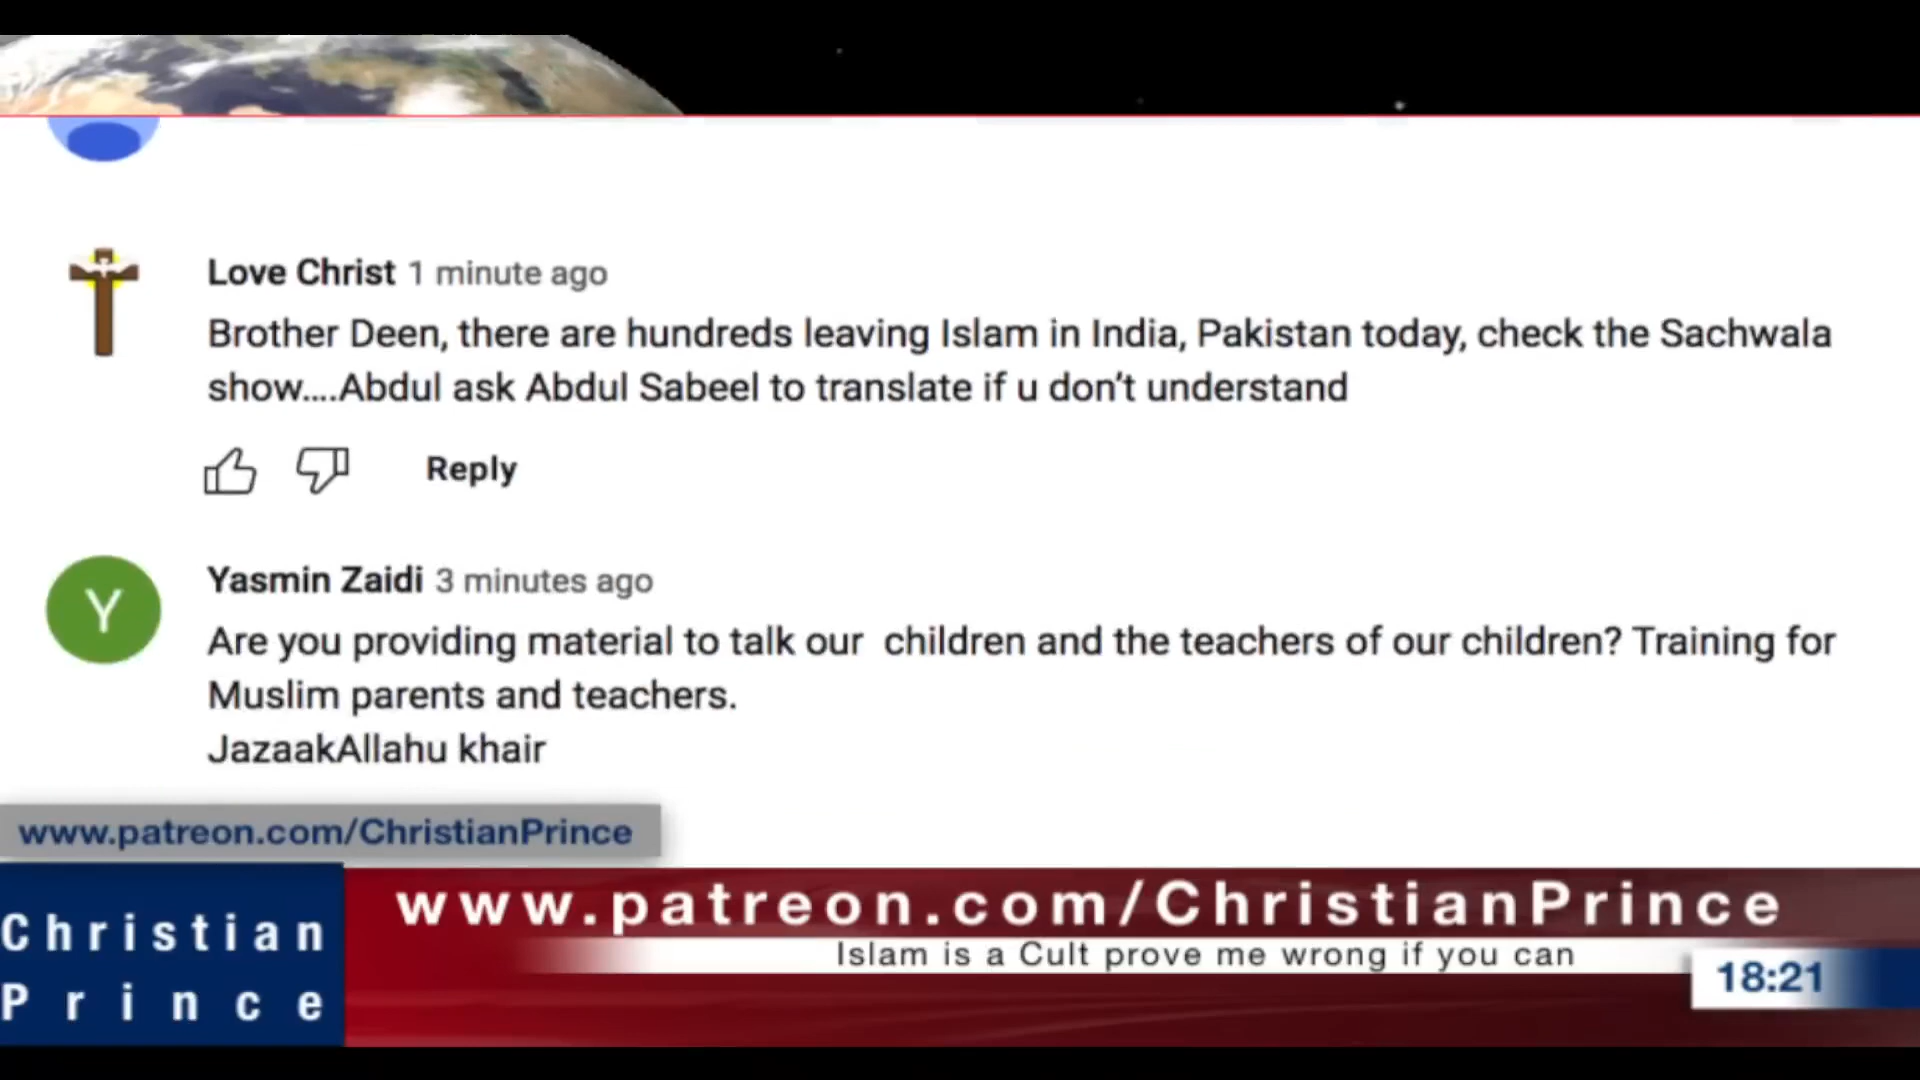 Love Christ 1 minute ago
Brother Deen, there are hundreds leaving Islam in India, Pakistan today, check the Sachwala
show....Abdul ask Abdul Sabeel to translate if u don't understand
Reply
Y
Yasmin Zaidi 3 minutes ago
Are you providing material to talk our  children and the teachers of our children? Training for
Muslim parents and teachers.
JazaakAllahu khair
www.patreon.com/ChristianPrince
Christian
Prince
www.patreon.com/ChristianPrince
Islam is a Cult prove me wrong if you can
18:21